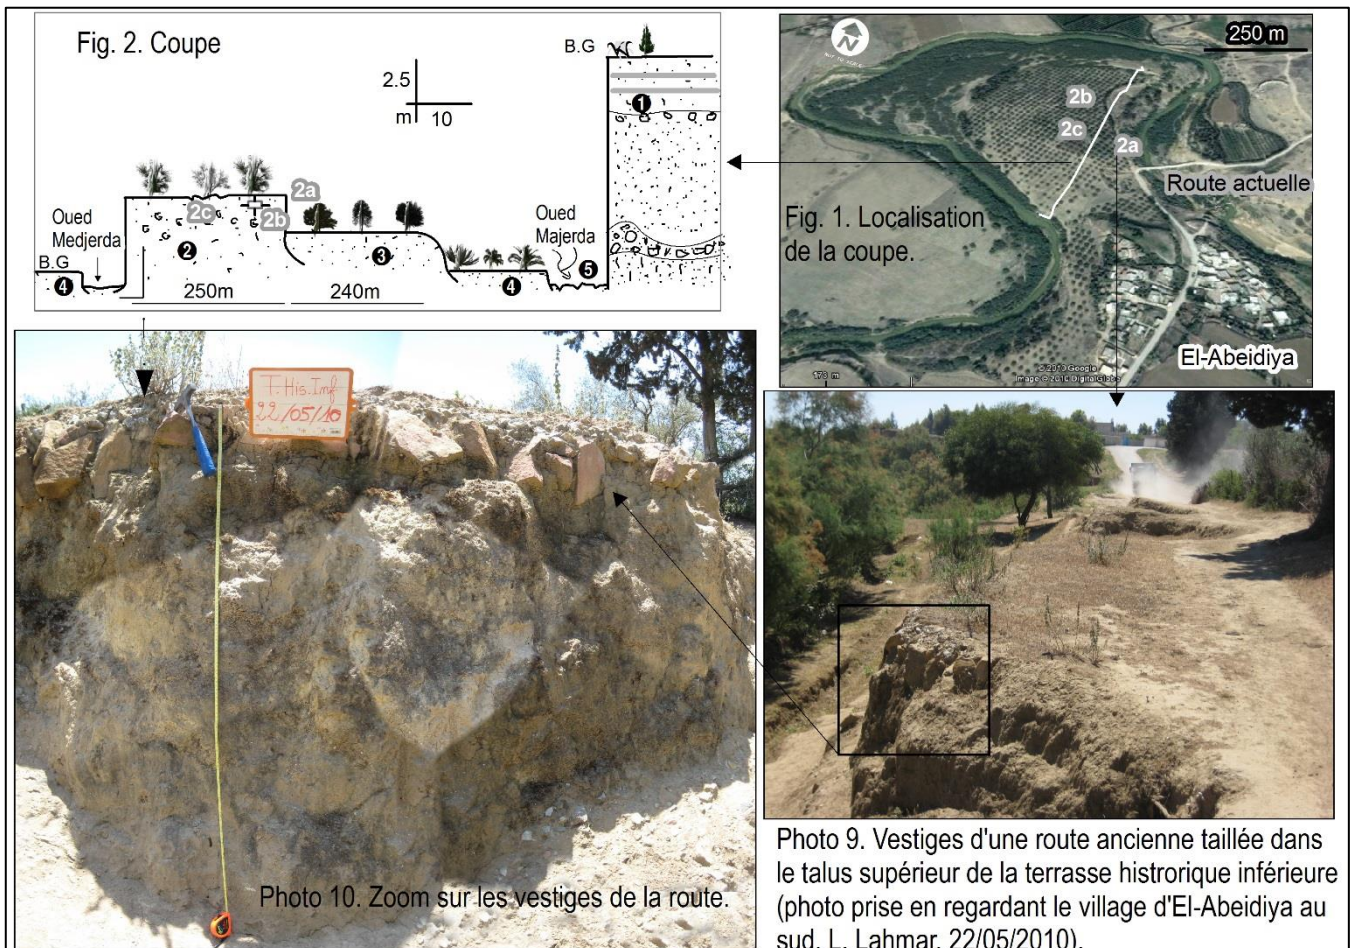 Fig. 2. Coupe
2.5
m 10
B.G
1
2a
2c
2b
Oued
Medjerda
B.G
4
2
3
4
Oued
Majerda
5
250m
240m
250 m
2b
2c
2a
Route actuelle
Fig. 1. Localisation
de la coupe.
El-Abeidiya
© 2010 Google
173 m
T. His. Inf
22/05/10
Photo 10. Zoom sur les vestiges de la route.
Photo 9. Vestiges d'une route ancienne taillée dans
le talus supérieur de la terrasse histrorique inférieure
(photo prise en regardant le village d'El-Abeidiya au
sud, L. Lahmar, 22/05/2010).